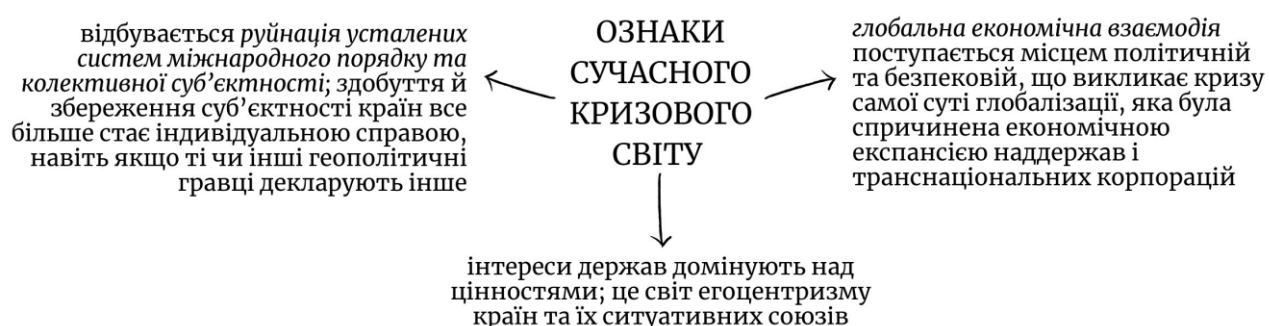 ОЗНАКИ
СУЧАСНОГО
КРИЗОВОГО
СВІТУ
відбувається руйнація усталених
систем міжнародного порядку та
колективної суб’єктності; здобуття й
збереження суб’єктності країн все
більше стає індивідуальною справою,
навіть якщо ті чи інші геополітичні
гравці декларують інше
глобальна економічна взаємодія
поступається місцем політичній
та безпековій, що викликає кризу
самої суті глобалізації, яка була
спричинена економічною
експансією наддержав і
транснаціональних корпорацій
інтереси держав домінують над
цінностями; це світ егоцентризму
країн та їх ситуативних союзів